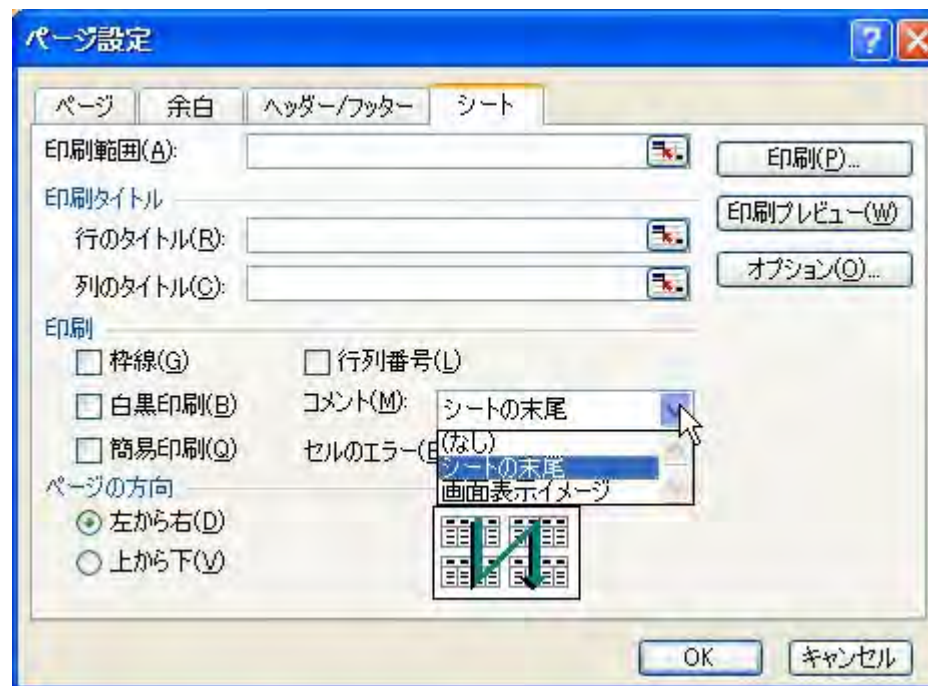 ページ設定
ページ 余白 ヘッダー/フッター シート
印刷範囲(A):
印刷(P)...
印刷タイトル
印刷プレビュー(W)
行のタイトル(R):
オプション(O)...
列のタイトル(C):
印刷
枠線(G) 行列番号(L)
白黒印刷(B) コメント(M): シートの末尾
簡易印刷(Q) セルのエラー(E
(なし)
シートの末尾
画面表示イメージ
ページの方向
左から右(D)
上から下(V)
OK キャンセル